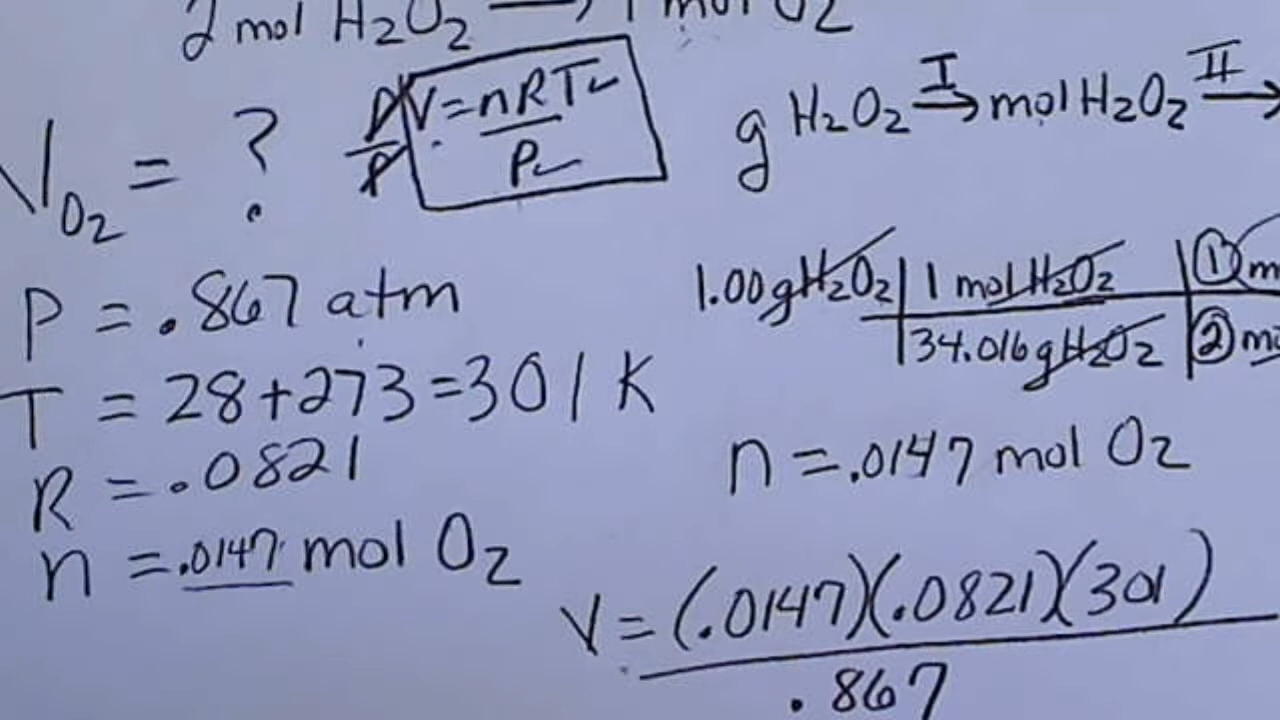 2 mol H2O2 → 1 mol O2
V O2 = ?
PV = nRT
P P
g H2O2 I → mol H2O2 II →
P = .867 atm
T = 28+273=301 K
R = .0821
n = .0147 mol O2
1.00 g H2O2 | 1 mol H2O2 | 1 m
34.016 g H2O2 | 2 mo
n = .0147 mol O2
V = (.0147)(.0821)(301)
.867